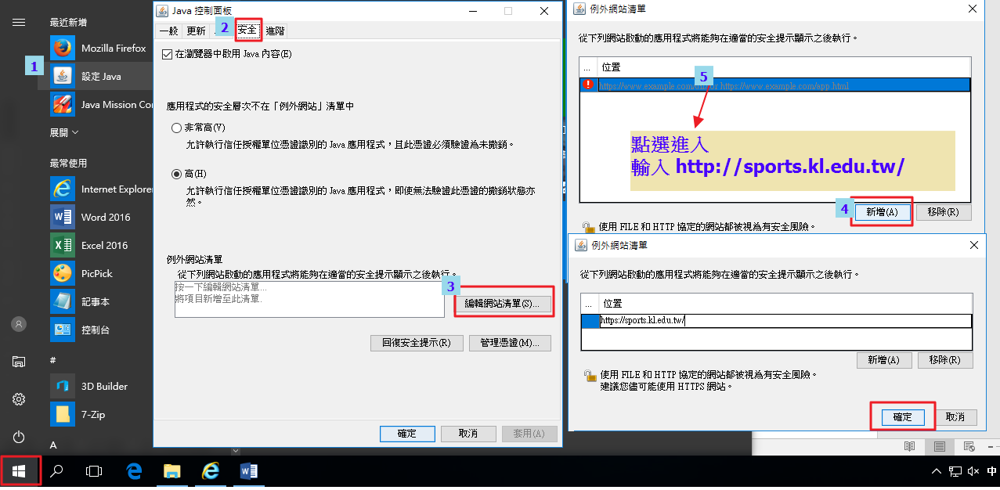 最近新增
Mozilla Firefox
1
設定 Java
Java Mission Con
展開
最常使用
Internet Explorer
Word 2016
Excel 2016
PicPick
記事本
控制台
#
3D Builder
7-Zip
A
Java 控制面板
一般
更新
2
安全
進階
在瀏覽器中啟用 Java 內容(E)
應用程式的安全層次不在「例外網站」清單中
非常高(V)
允許執行信任授權單位憑證識別的 Java 應用程式，且此憑證必須驗證為未撤銷。
高(H)
允許執行信任授權單位憑證識別的 Java 應用程式，即使無法驗證此憑證的撤銷狀態亦
然。
例外網站清單
從下列網站啟動的應用程式將能夠在適當的安全提示顯示之後執行。
按一下編輯網站清單...
將項目新增至此清單.
3
編輯網站清單(S)...
回復安全提示(R)
管理憑證(M)...
確定
取消
套用(A)
例外網站清單
從下列網站啟動的應用程式將能夠在適當的安全提示顯示之後執行。
...
位置
5
點選進入
輸入 http://sports.kl.edu.tw/
4
新增(A)
移除(R)
使用 FILE 和 HTTP 協定的網站都被視為有安全風險。
例外網站清單
從下列網站啟動的應用程式將能夠在適當的安全提示顯示之後執行。
...
位置
https://sports.kl.edu.tw/
新增(A)
移除(R)
使用 FILE 和 HTTP 協定的網站都被視為有安全風險。
建議您儘可能使用 HTTPS 網站。
確定
取消
中